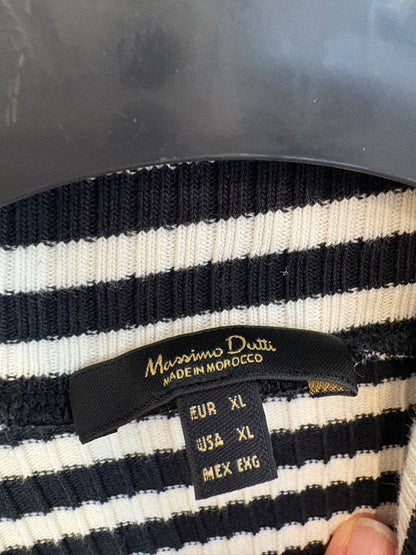 Massimo Dutti
MADE IN MOROCCO
EUR XL
USA XL
MEX EXG